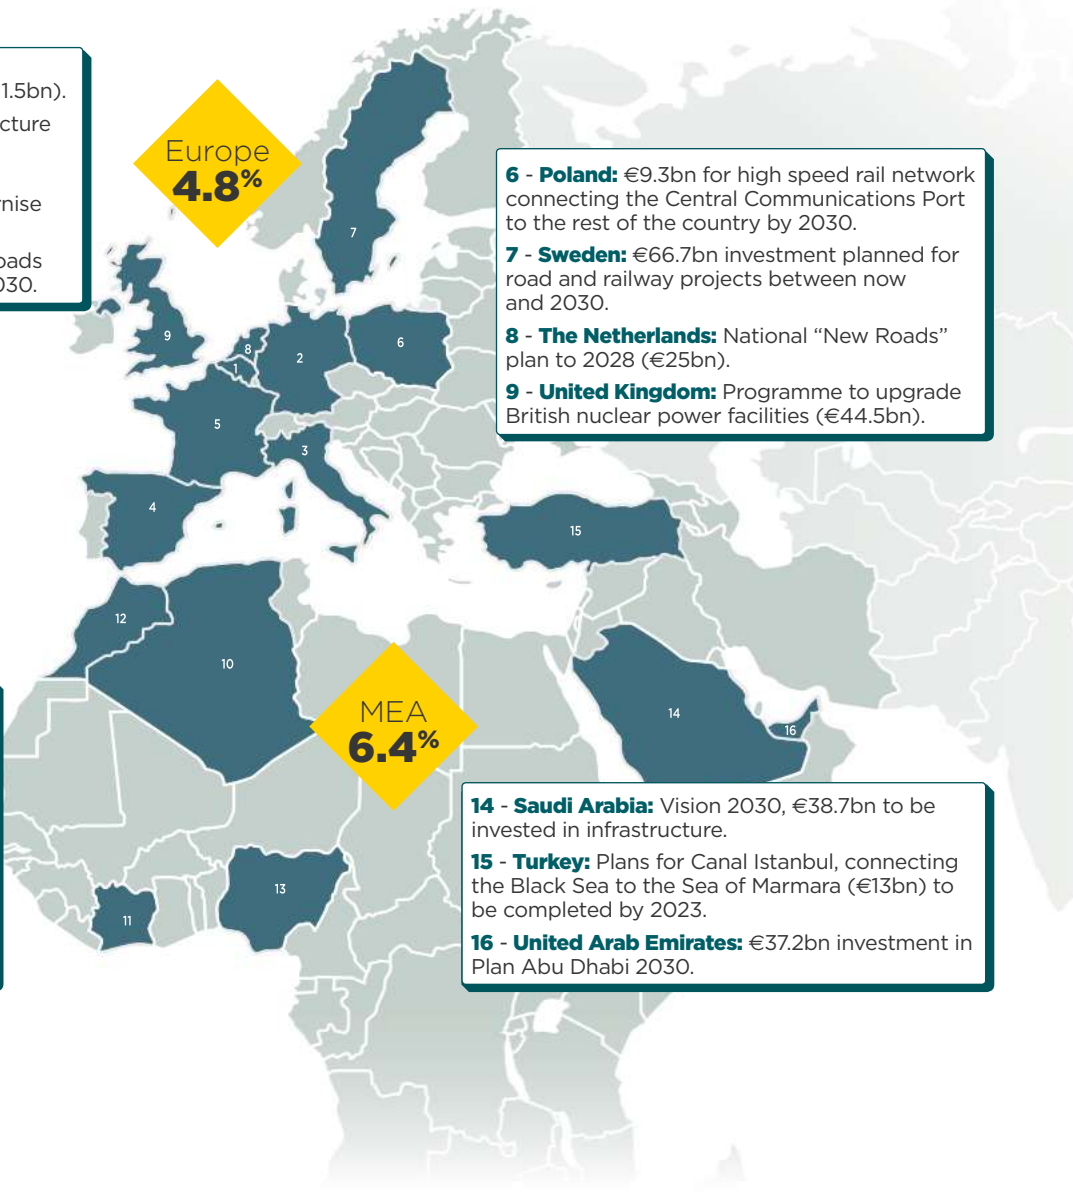 1.5bn).
cture
nise
oads
030.
Europe
4.8%
6 - Poland: €9.3bn for high speed rail network
connecting the Central Communications Port
to the rest of the country by 2030.
7 - Sweden: €66.7bn investment planned for
road and railway projects between now
and 2030.
8 - The Netherlands: National “New Roads”
plan to 2028 (€25bn).
9 - United Kingdom: Programme to upgrade
British nuclear power facilities (€44.5bn).
7
9
8
1
2
6
5
3
4
15
12
10
14
16
13
11
MEA
6.4%
14 - Saudi Arabia: Vision 2030, €38.7bn to be
invested in infrastructure.
15 - Turkey: Plans for Canal Istanbul, connecting
the Black Sea to the Sea of Marmara (€13bn) to
be completed by 2023.
16 - United Arab Emirates: €37.2bn investment in
Plan Abu Dhabi 2030.